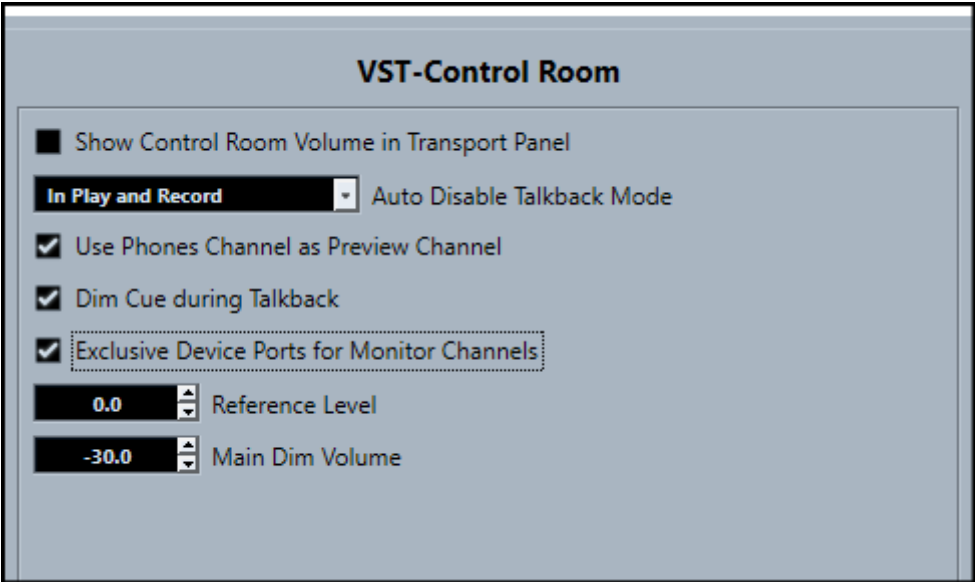 VST-Control Room
Show Control Room Volume in Transport Panel
In Play and Record Auto Disable Talkback Mode
Use Phones Channel as Preview Channel
Dim Cue during Talkback
Exclusive Device Ports for Monitor Channels
0.0 Reference Level
-30.0 Main Dim Volume